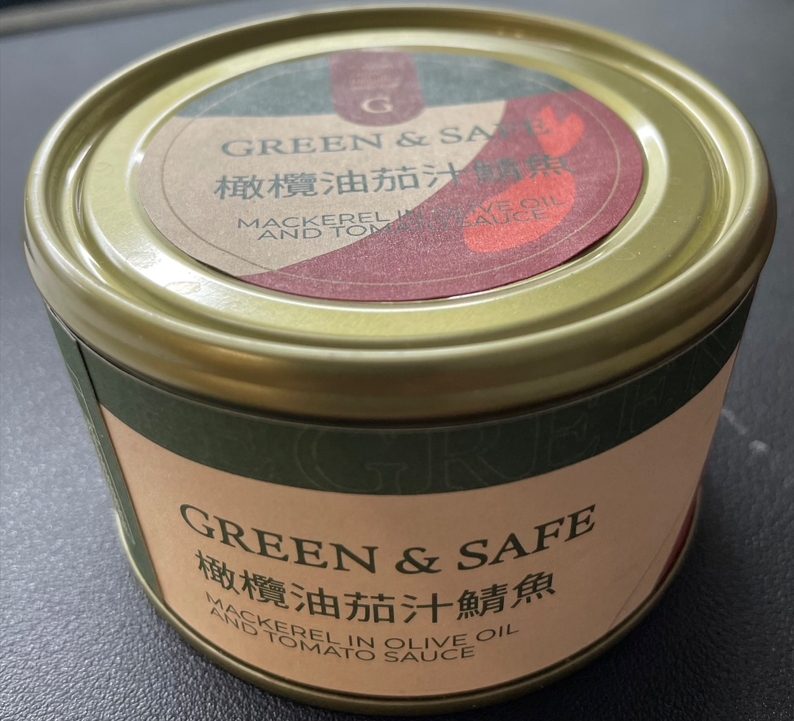 G
GREEN & SAFE
橄欖油茄汁鯖魚
MACKEREL IN OLIVE OIL
AND TOMATO SAUCE
GREEN
GREEN & SAFE
橄欖油茄汁鯖魚
MACKEREL IN OLIVE OIL
AND TOMATO SAUCE